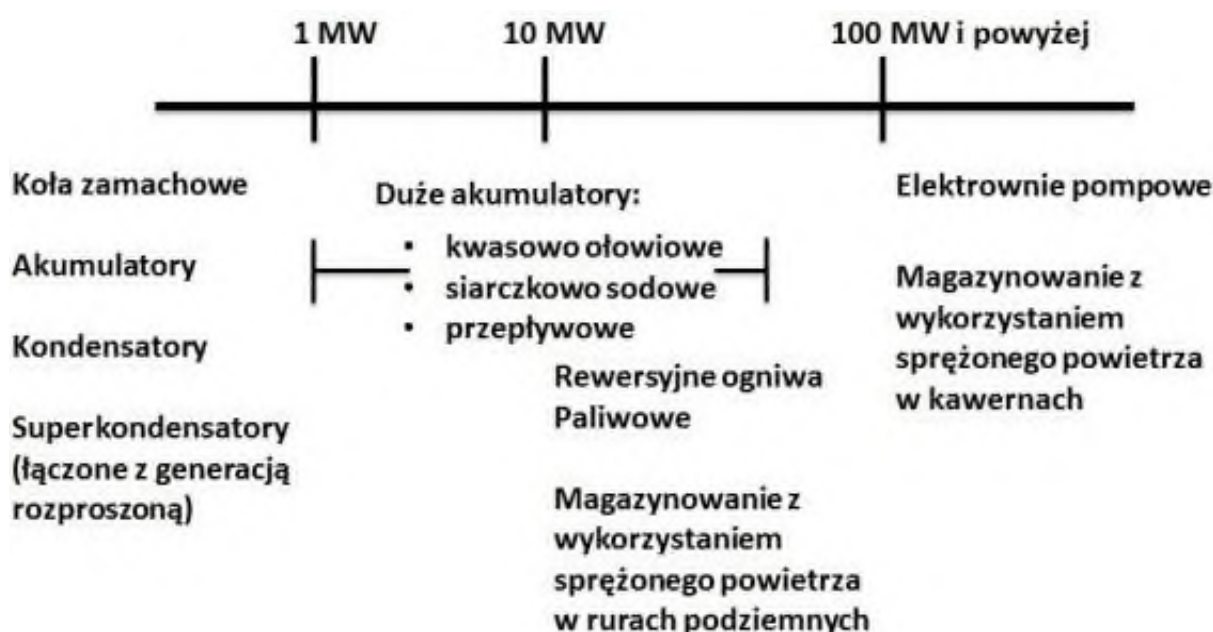 1 MW
10 MW
100 MW i powyżej
Koła zamachowe
Akumulatory
Kondensatory
Superkondensatory
(łączone z generacją
rozproszoną)
Duże akumulatory:
• kwasowo ołowiowe
• siarczkowo sodowe
• przepływowe
Rewersyjne ogniwa
Paliwowe
Magazynowanie z
wykorzystaniem
sprężonego powietrza
w rurach podziemnych
Elektrownie pompowe
Magazynowanie z
wykorzystaniem
sprężonego powietrza
w kawernach